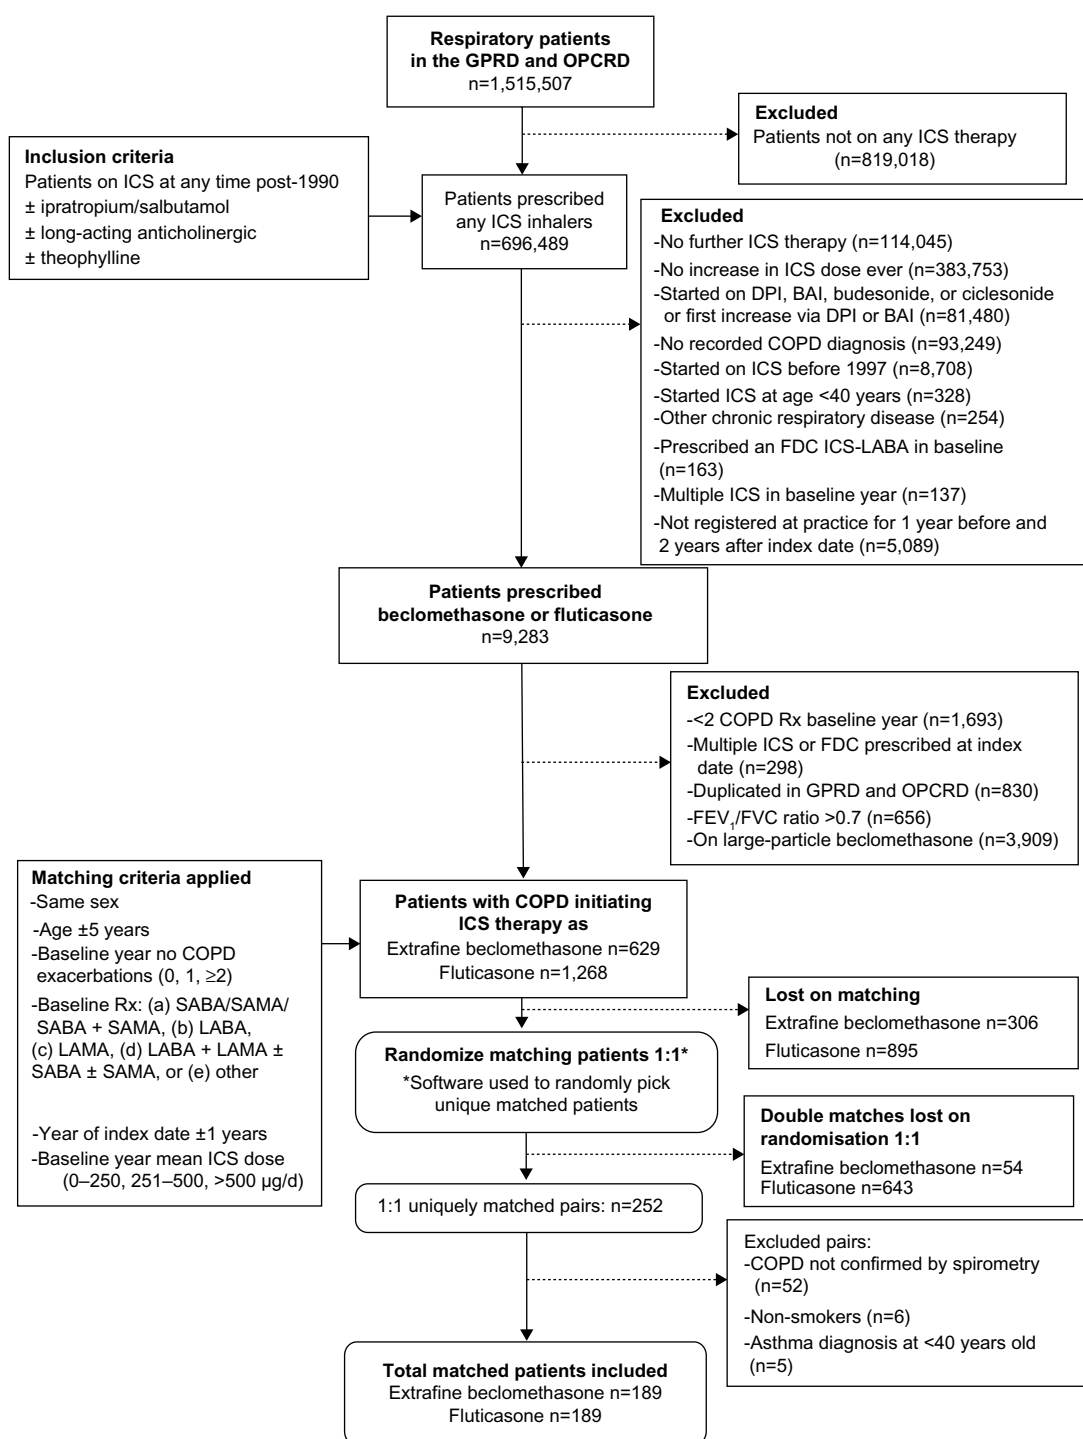 Respiratory patients
in the GPRD and OPCRD
n=1,515,507
Excluded
Patients not on any ICS therapy
(n=819,018)
Inclusion criteria
Patients on ICS at any time post-1990
± ipratropium/salbutamol
± long-acting anticholinergic
± theophylline
Patients prescribed
any ICS inhalers
n=696,489
Excluded
-No further ICS therapy (n=114,045)
-No increase in ICS dose ever (n=383,753)
-Started on DPI, BAI, budesonide, or ciclesonide
or first increase via DPI or BAI (n=81,480)
-No recorded COPD diagnosis (n=93,249)
-Started on ICS before 1997 (n=8,708)
-Started ICS at age <40 years (n=328)
-Other chronic respiratory disease (n=254)
-Prescribed an FDC ICS-LABA in baseline
(n=163)
-Multiple ICS in baseline year (n=137)
-Not registered at practice for 1 year before and
2 years after index date (n=5,089)
Patients prescribed
beclomethasone or fluticasone
n=9,283
Excluded
-<2 COPD Rx baseline year (n=1,693)
-Multiple ICS or FDC prescribed at index
date (n=298)
-Duplicated in GPRD and OPCRD (n=830)
-FEV₁/FVC ratio >0.7 (n=656)
-On large-particle beclomethasone (n=3,909)
Matching criteria applied
-Same sex
-Age ±5 years
-Baseline year no COPD
exacerbations (0, 1, ≥2)
-Baseline Rx: (a) SABA/SAMA/
SABA + SAMA, (b) LABA,
(c) LAMA, (d) LABA + LAMA ±
SABA ± SAMA, or (e) other
-Year of index date ±1 years
-Baseline year mean ICS dose
(0–250, 251–500, >500 µg/d)
Patients with COPD initiating
ICS therapy as
Extrafine beclomethasone n=629
Fluticasone n=1,268
Lost on matching
Extrafine beclomethasone n=306
Fluticasone n=895
Randomize matching patients 1:1*
*Software used to randomly pick
unique matched patients
Double matches lost on
randomisation 1:1
Extrafine beclomethasone n=54
Fluticasone n=643
1:1 uniquely matched pairs: n=252
Excluded pairs:
-COPD not confirmed by spirometry
(n=52)
-Non-smokers (n=6)
-Asthma diagnosis at <40 years old
(n=5)
Total matched patients included
Extrafine beclomethasone n=189
Fluticasone n=189